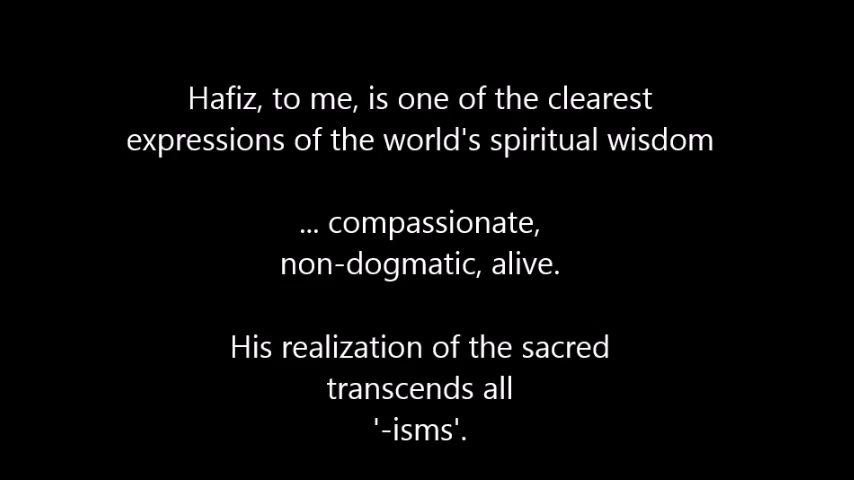 Hafiz, to me, is one of the clearest
expressions of the world's spiritual wisdom
... compassionate,
non-dogmatic, alive.
His realization of the sacred
transcends all
'-isms'.